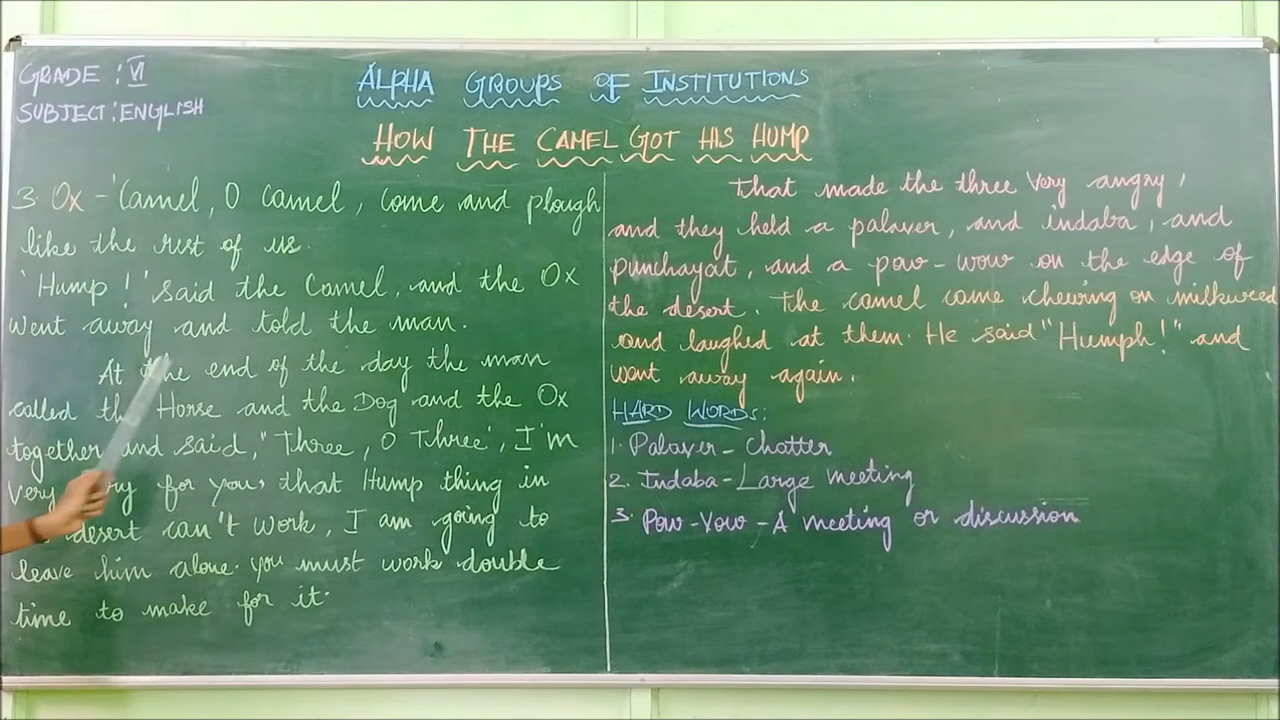 GRADE : VI
SUBJECT : ENGLISH
ALPHA GROUPS OF INSTITUTIONS
HOW THE CAMEL GOT HIS HUMP
3. Ox - 'Camel, O camel, come and plough
like the rest of us.
'Hump!' said the Camel, and the Ox
went away and told the man.
At the end of the day the man
called the Horse and the Dog and the Ox
together and said, "Three, O Three', I'm
Very for you, that Hump thing in
desert can't work, I am going to
leave him alone. you must work double
time to make for it.
that made the three Very angry,
and they held a palaver, and indaba, and
punchayat, and a pow-wow on the edge of
the desert. The camel came chewing on milkweed
and laughed at them. He said "Humph!" and
went away again.
HARD WORDS:
1. Palaver - Chatter
2. Indaba - Large meeting
3. Pow-Yow - A meeting or discussion